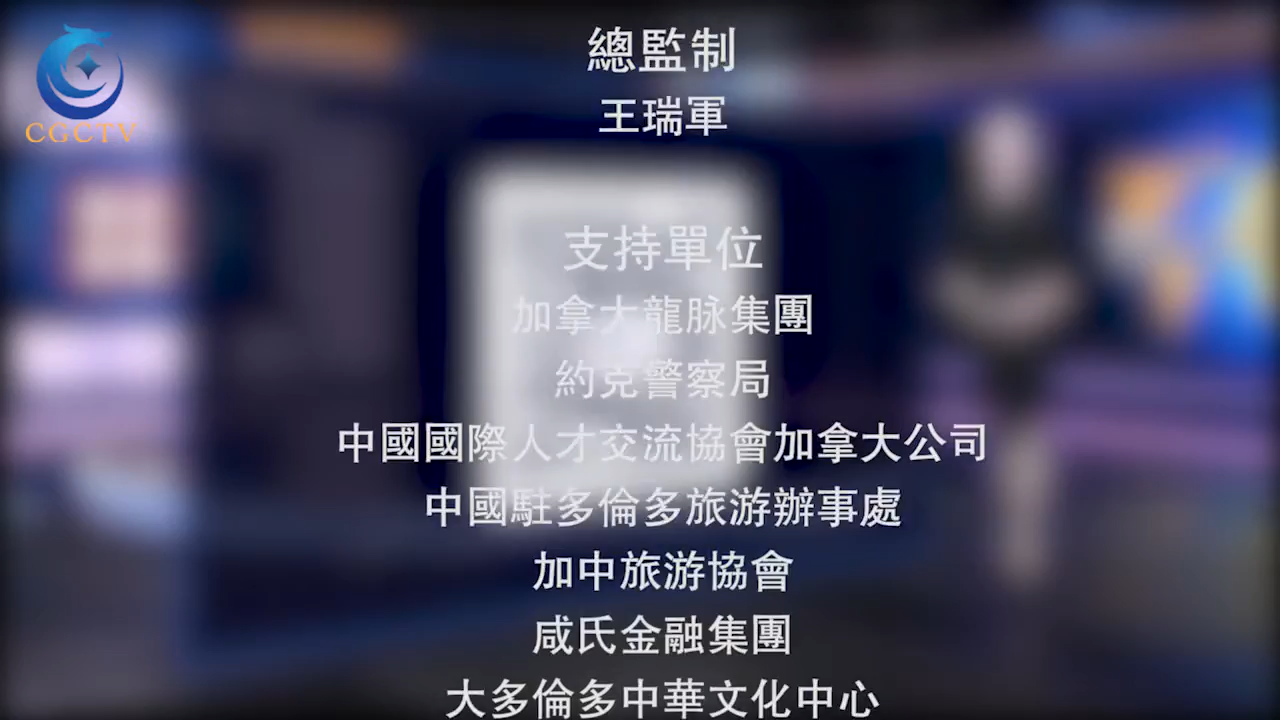 CGCTV
總監制
王瑞軍
支持單位
加拿大龍脉集團
約克警察局
中國國際人才交流協會加拿大公司
中國駐多倫多旅游辦事處
加中旅游協會
咸氏金融集團
大多倫多中華文化中心